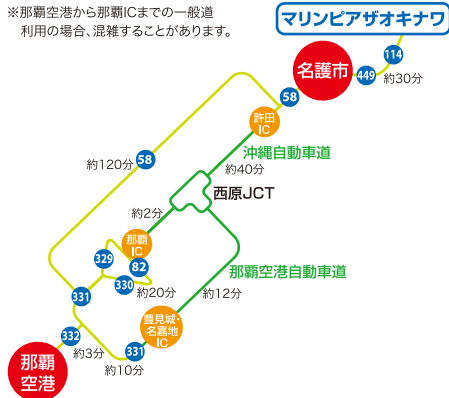 ※那覇空港から那覇ICまでの一般道
利用の場合、混雑することがあります。
マリンピアザオキナワ
114
449
約30分
名護市
58
許田
IC
沖縄自動車道
約40分
58
約120分
西原JCT
約2分
那覇
IC
329
82
330
約20分
那覇空港自動車道
約12分
331
豊見城・
名嘉地
IC
332
約3分
331
約10分
那覇
空港